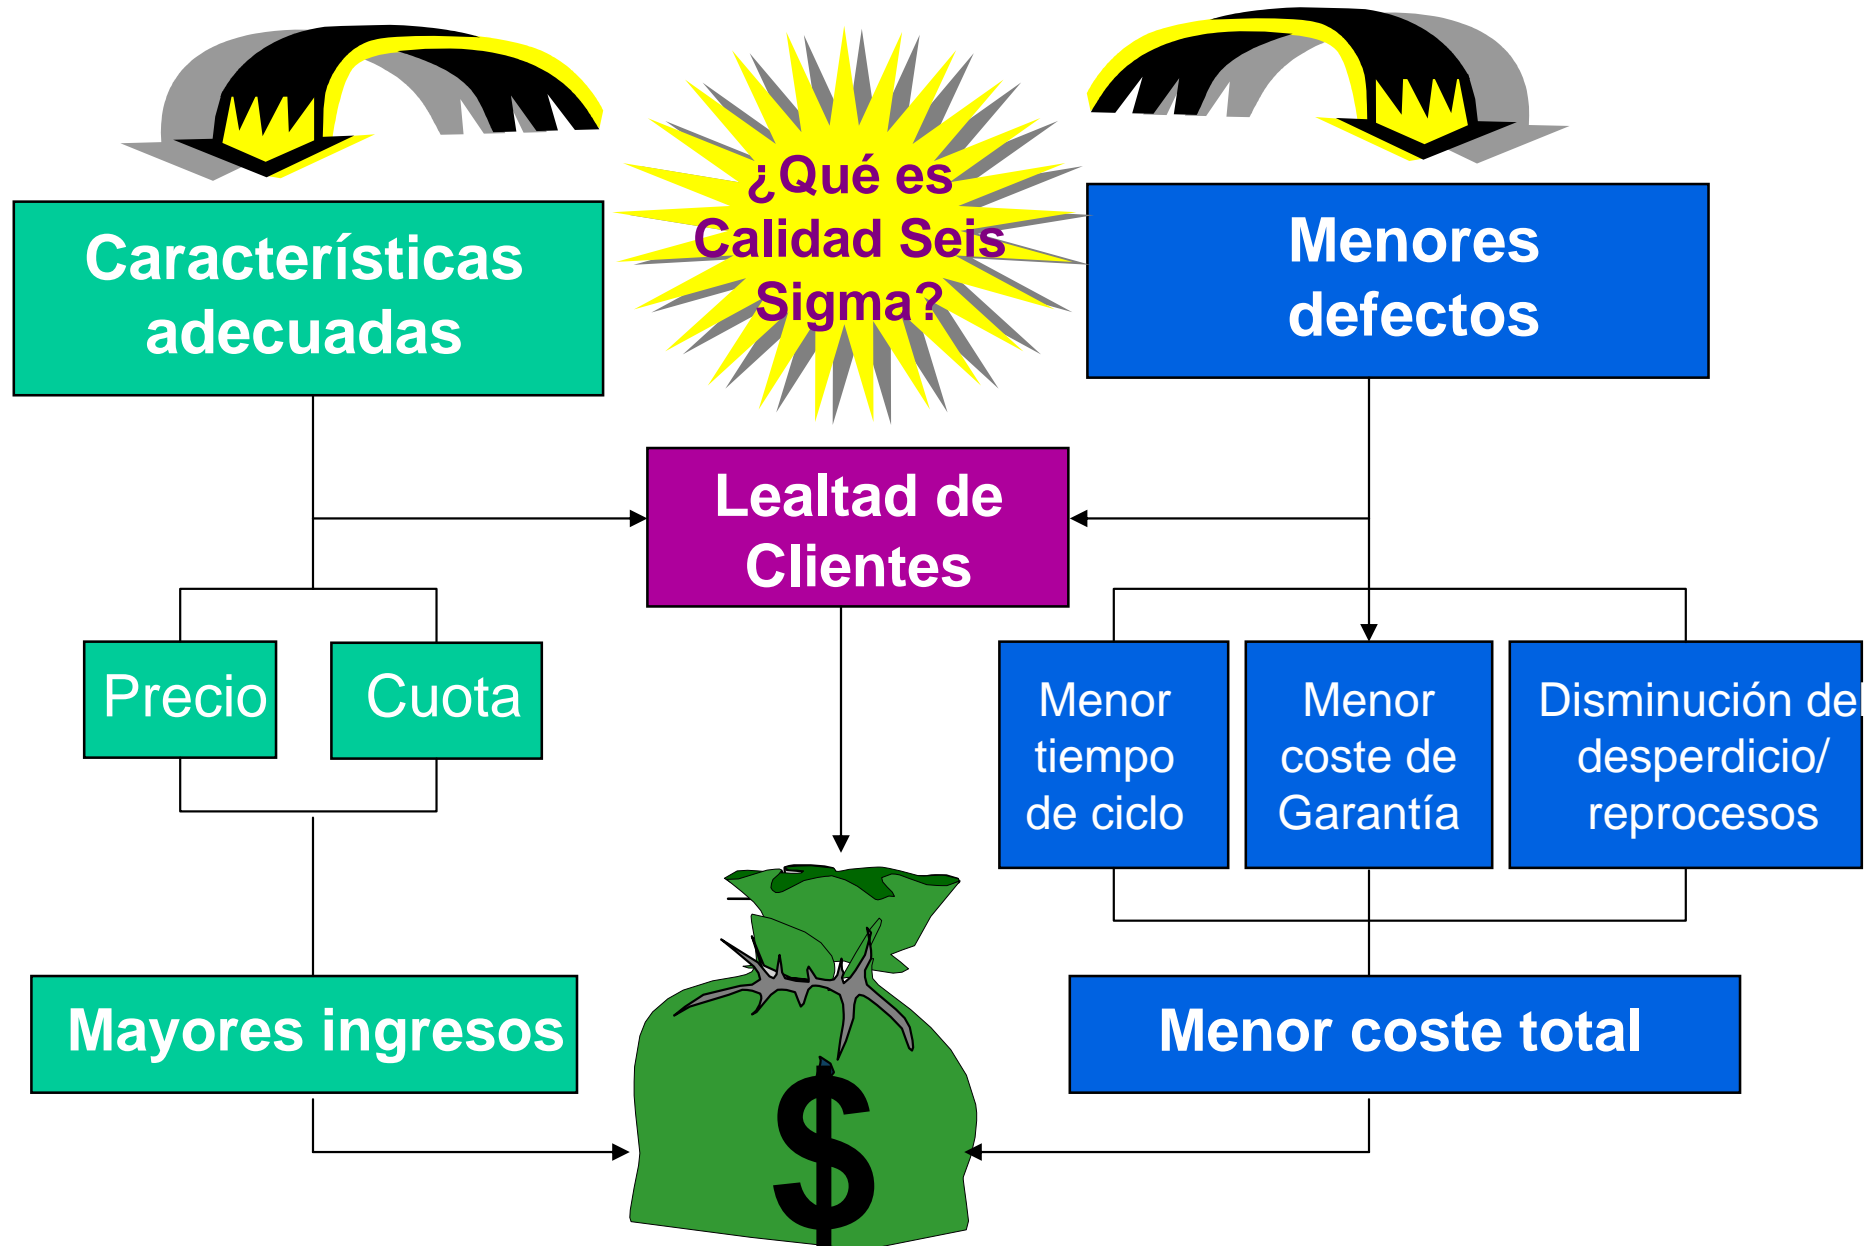 ¿Qué es
Calidad Seis
Sigma?
Características
adecuadas
Menores
defectos
Lealtad de
Clientes
Precio
Cuota
Menor
tiempo
de ciclo
Menor
coste de
Garantía
Disminución de
desperdicio/
reprocesos
Mayores ingresos
Menor coste total
$